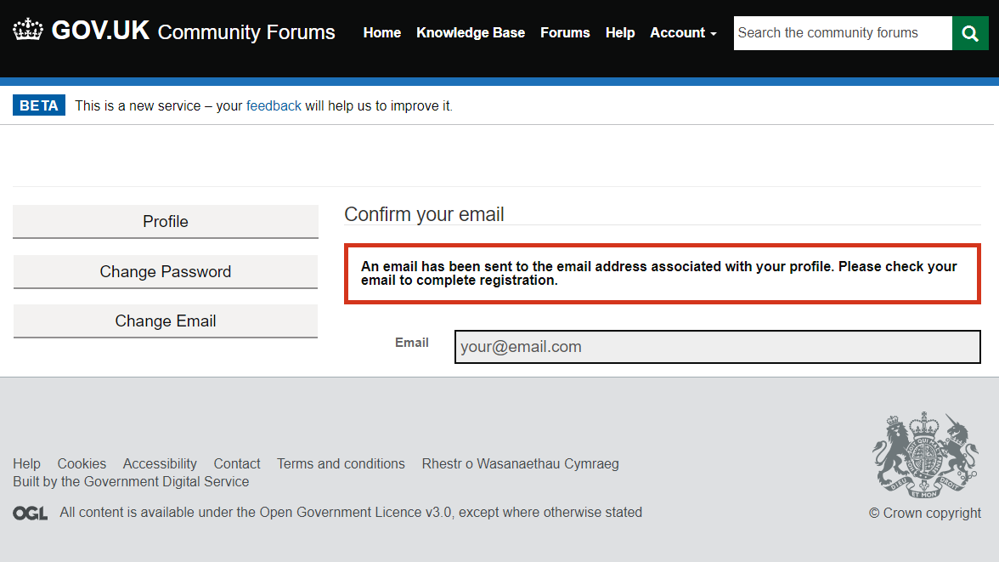 GOV.UK Community Forums
Home Knowledge Base Forums Help Account
Search the community forums
BETA This is a new service – your feedback will help us to improve it.
Profile
Change Password
Change Email
Confirm your email
An email has been sent to the email address associated with your profile. Please check your
email to complete registration.
Email your@email.com
Help Cookies Accessibility Contact Terms and conditions Rhestr o Wasanaethau Cymraeg
Built by the Government Digital Service
OGL All content is available under the Open Government Licence v3.0, except where otherwise stated
DIEU ET MON DROIT
© Crown copyright